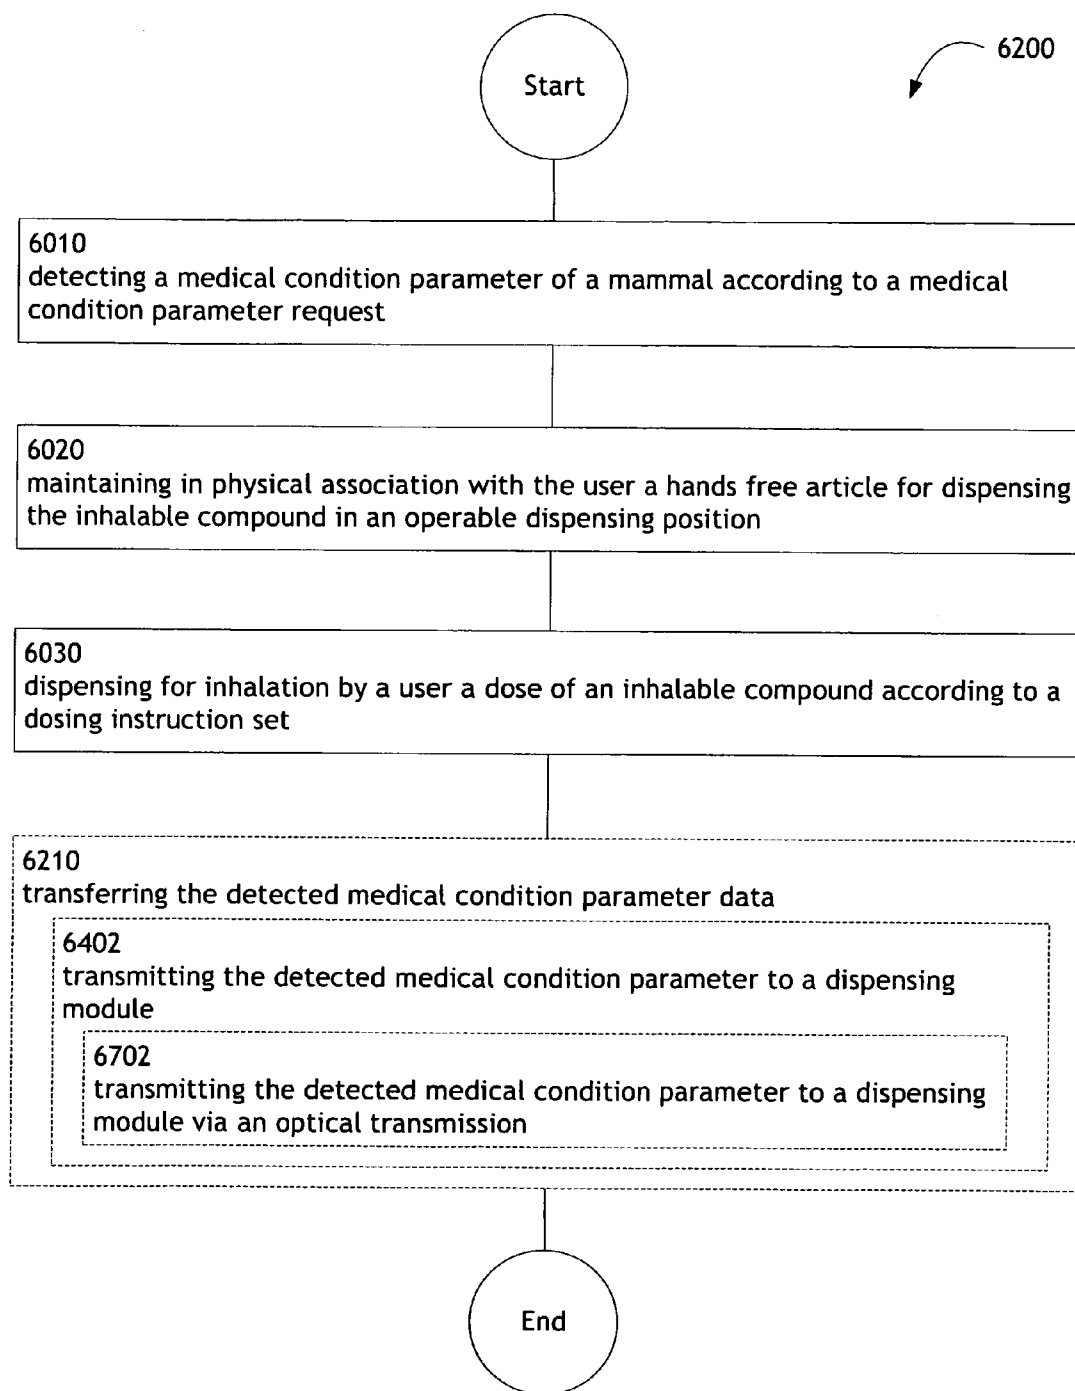 Start
6200
6010
detecting a medical condition parameter of a mammal according to a medical
condition parameter request
6020
maintaining in physical association with the user a hands free article for dispensing
the inhalable compound in an operable dispensing position
6030
dispensing for inhalation by a user a dose of an inhalable compound according to a
dosing instruction set
6210
transferring the detected medical condition parameter data
6402
transmitting the detected medical condition parameter to a dispensing
module
6702
transmitting the detected medical condition parameter to a dispensing
module via an optical transmission
End